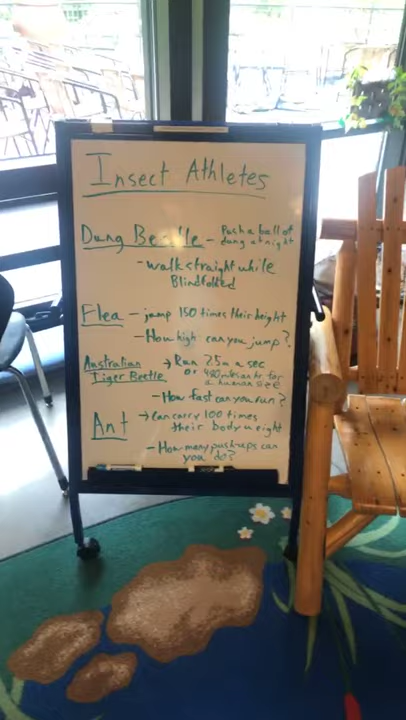 Insect Athletes
Dung Beetle - Push a ball of
dung at night
- walk straight while
Blindfolded
Flea - jump 150 times their height
- How high can you jump?
Australian → Run 2.5m a sec
Tiger Beetle or 480 miles an hr for
a human size
- How fast can you run?
Ant → Can carry 100 times
their body weight
- How many push-ups can
you do?